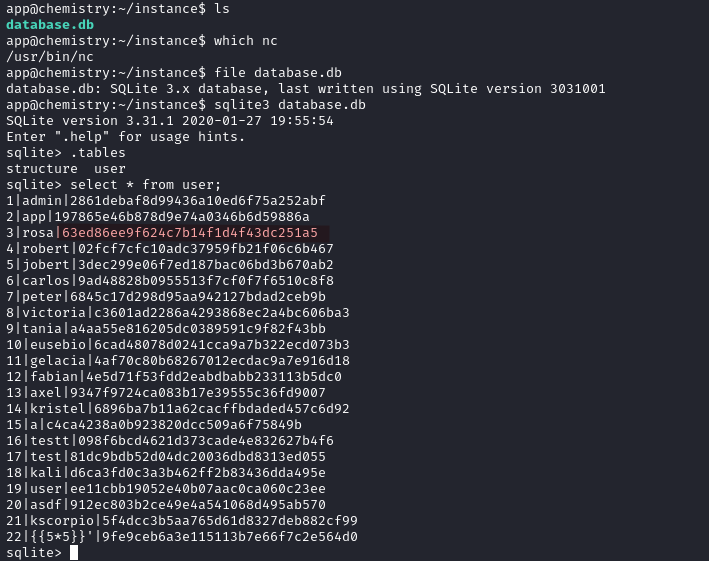 app@chemistry:~/instance$ ls
database.db
app@chemistry:~/instance$ which nc
/usr/bin/nc
app@chemistry:~/instance$ file database.db
database.db: SQLite 3.x database, last written using SQLite version 3031001
app@chemistry:~/instance$ sqlite3 database.db
SQLite version 3.31.1 2020-01-27 19:55:54
Enter ".help" for usage hints.
sqlite> .tables
structure  user
sqlite> select * from user;
1|admin|2861debaf8d99436a10ed6f75a252abf
2|app|197865e46b878d9e74a0346b6d59886a
3|rosa|63ed86ee9f624c7b14f1d4f43dc251a5
4|robert|02fcf7cfc10adc37959fb21f06c6b467
5|jobert|3dec299e06f7ed187bac06bd3b670ab2
6|carlos|9ad48828b0955513f7cf0f7f6510c8f8
7|peter|6845c17d298d95aa942127bdad2ceb9b
8|victoria|c3601ad2286a4293868ec2a4bc606ba3
9|tania|a4aa55e816205dc0389591c9f82f43bb
10|eusebio|6cad48078d0241cca9a7b322ecd073b3
11|gelacia|4af70c80b68267012ecdac9a7e916d18
12|fabian|4e5d71f53fdd2eabdbabb233113b5dc0
13|axel|9347f9724ca083b17e39555c36fd9007
14|kristel|6896ba7b11a62cacffbdaded457c6d92
15|a|c4ca4238a0b923820dcc509a6f75849b
16|testt|098f6bcd4621d373cade4e832627b4f6
17|test|81dc9bdb52d04dc20036dbd8313ed055
18|kali|d6ca3fd0c3a3b462ff2b83436dda495e
19|user|ee11cbb19052e40b07aac0ca060c23ee
20|asdf|912ec803b2ce49e4a541068d495ab570
21|kscorpio|5f4dcc3b5aa765d61d8327deb882cf99
22|{{5*5}}'|9fe9ceb6a3e115113b7e66f7c2e564d0
sqlite>